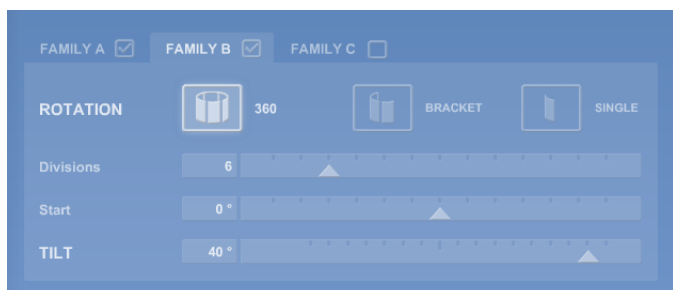 FAMILY A FAMILY B FAMILY C
ROTATION 360 BRACKET SINGLE
Divisions 6
Start 0 °
TILT 40 °